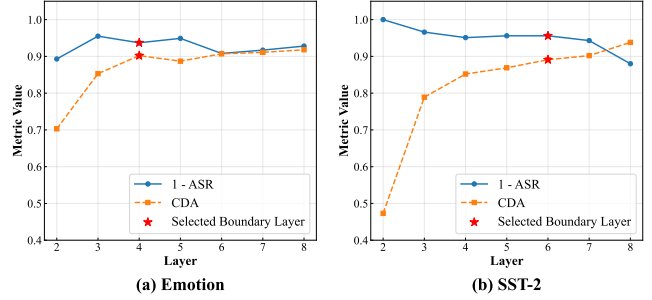 1.0
0.9
0.8
0.7
0.6
0.5
0.4
Metric Value
1 - ASR
CDA
Selected Boundary Layer
2 3 4 5 6 7 8
Layer
(a) Emotion
1.0
0.9
0.8
0.7
0.6
0.5
0.4
Metric Value
1 - ASR
CDA
Selected Boundary Layer
2 3 4 5 6 7 8
Layer
(b) SST-2